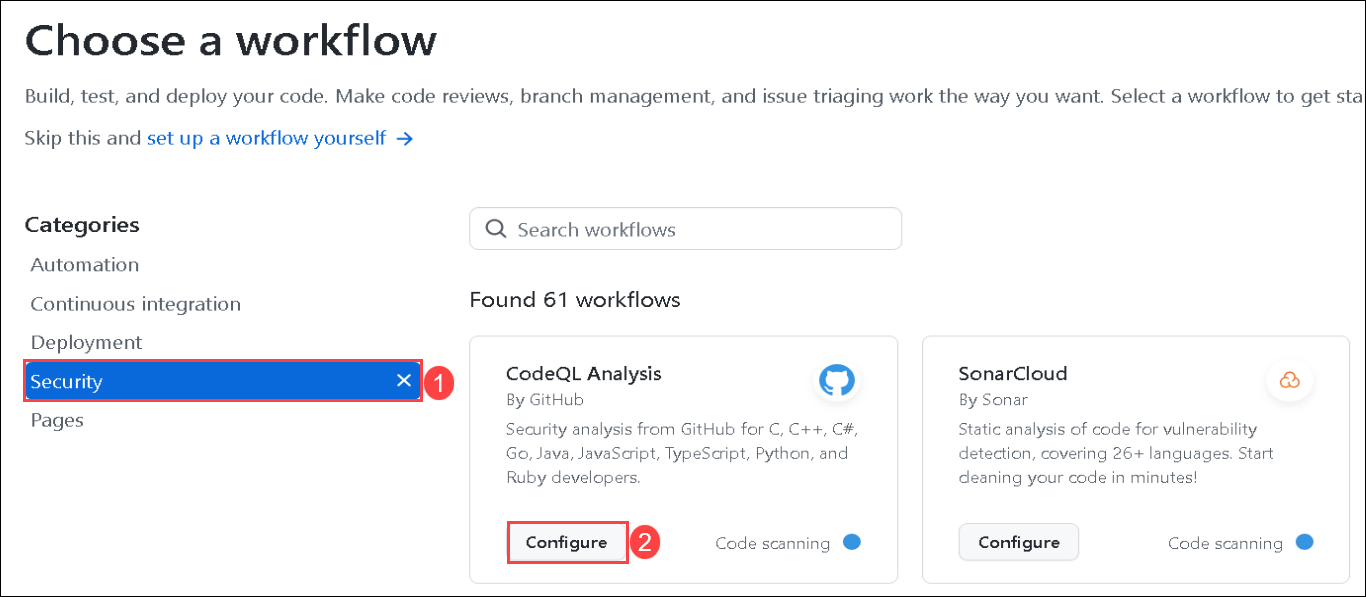 Choose a workflow
Build, test, and deploy your code. Make code reviews, branch management, and issue triaging work the way you want. Select a workflow to get sta
Skip this and set up a workflow yourself →
Categories
Automation
Continuous integration
Deployment
Security ✕ 1
Pages
Search workflows
Found 61 workflows
CodeQL Analysis
By GitHub
Security analysis from GitHub for C, C++, C#,
Go, Java, JavaScript, TypeScript, Python, and
Ruby developers.
Configure 2 Code scanning
SonarCloud
By Sonar
Static analysis of code for vulnerability
detection, covering 26+ languages. Start
cleaning your code in minutes!
Configure Code scanning